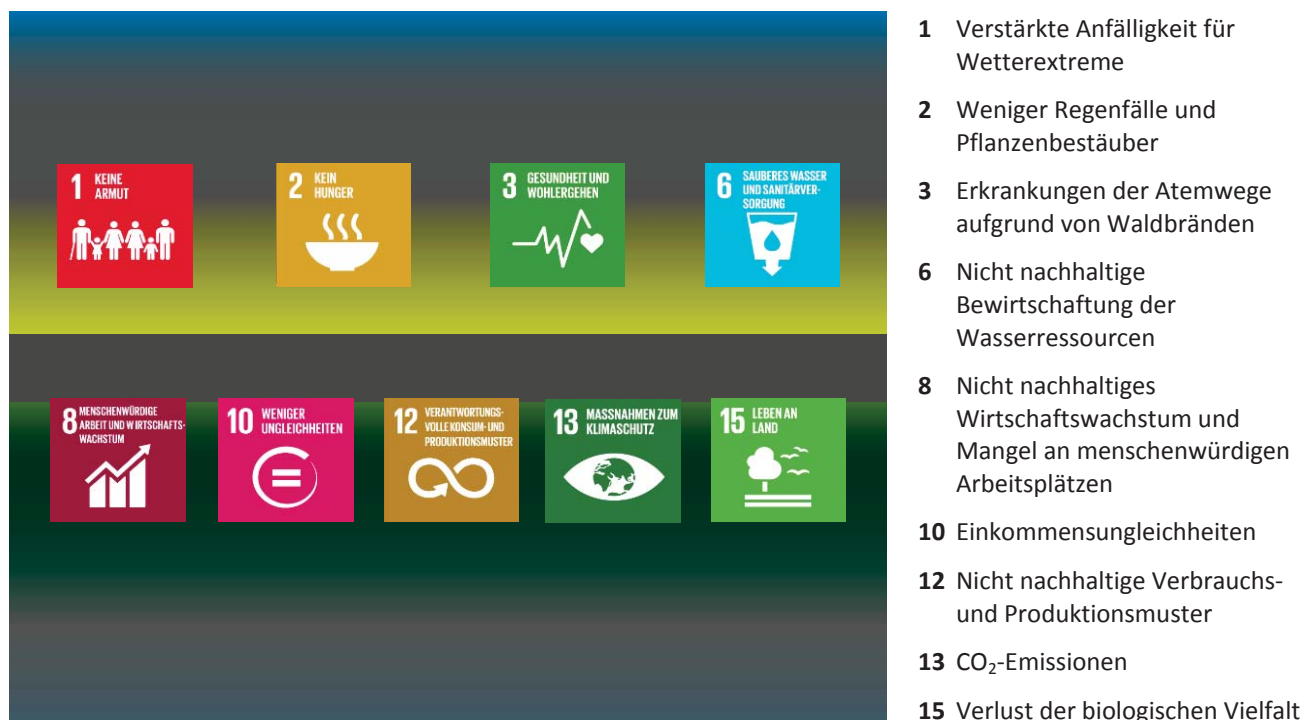 1 KEINE
ARMUT
2 KEIN
HUNGER
3 GESUNDHEIT UND
WOHLERGEHEN
6 SAUBERES WASSER
UND SANITÄRVER-
SORGUNG
8 MENSCHENWÜRDIGE
ARBEIT UND WIRTSCHAFTS-
WACHSTUM
10 WENIGER
UNGLEICHHEITEN
12 VERANTWORTUNGS-
VOLLE KONSUM- UND
PRODUKTIONSMUSTER
13 MASSNAHMEN ZUM
KLIMASCHUTZ
15 LEBEN AN
LAND
1 Verstärkte Anfälligkeit für
Wetterextreme
2 Weniger Regenfälle und
Pflanzenbestäuber
3 Erkrankungen der Atemwege
aufgrund von Waldbränden
6 Nicht nachhaltige
Bewirtschaftung der
Wasserressourcen
8 Nicht nachhaltiges
Wirtschaftswachstum und
Mangel an menschenwürdigen
Arbeitsplätzen
10 Einkommensungleichheiten
12 Nicht nachhaltige Verbrauchs-
und Produktionsmuster
13 CO₂-Emissionen
15 Verlust der biologischen Vielfalt